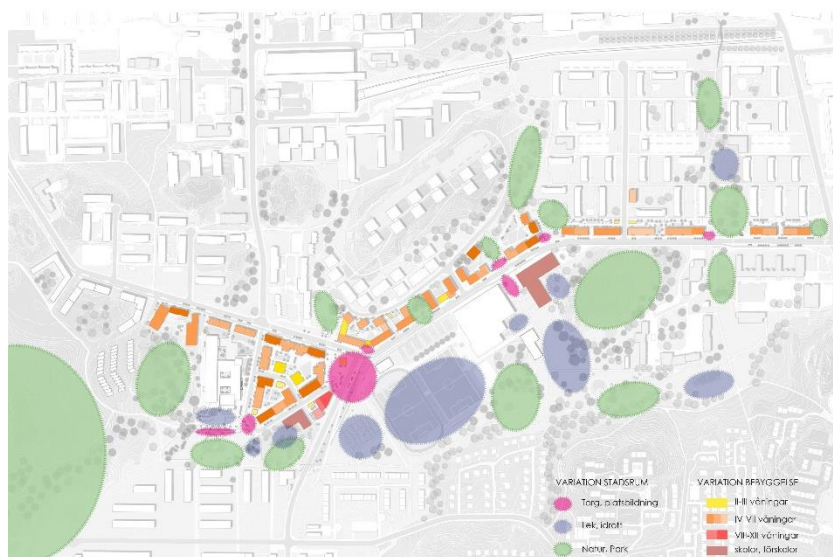 VARIATION STADSRUM
Torg, platsbildning
Lek, idrott
Natur, Park
VARIATION BEBYGGELSE
II-III våningar
IV-VII våningar
VIII-XII våningar
skolor, förskolor